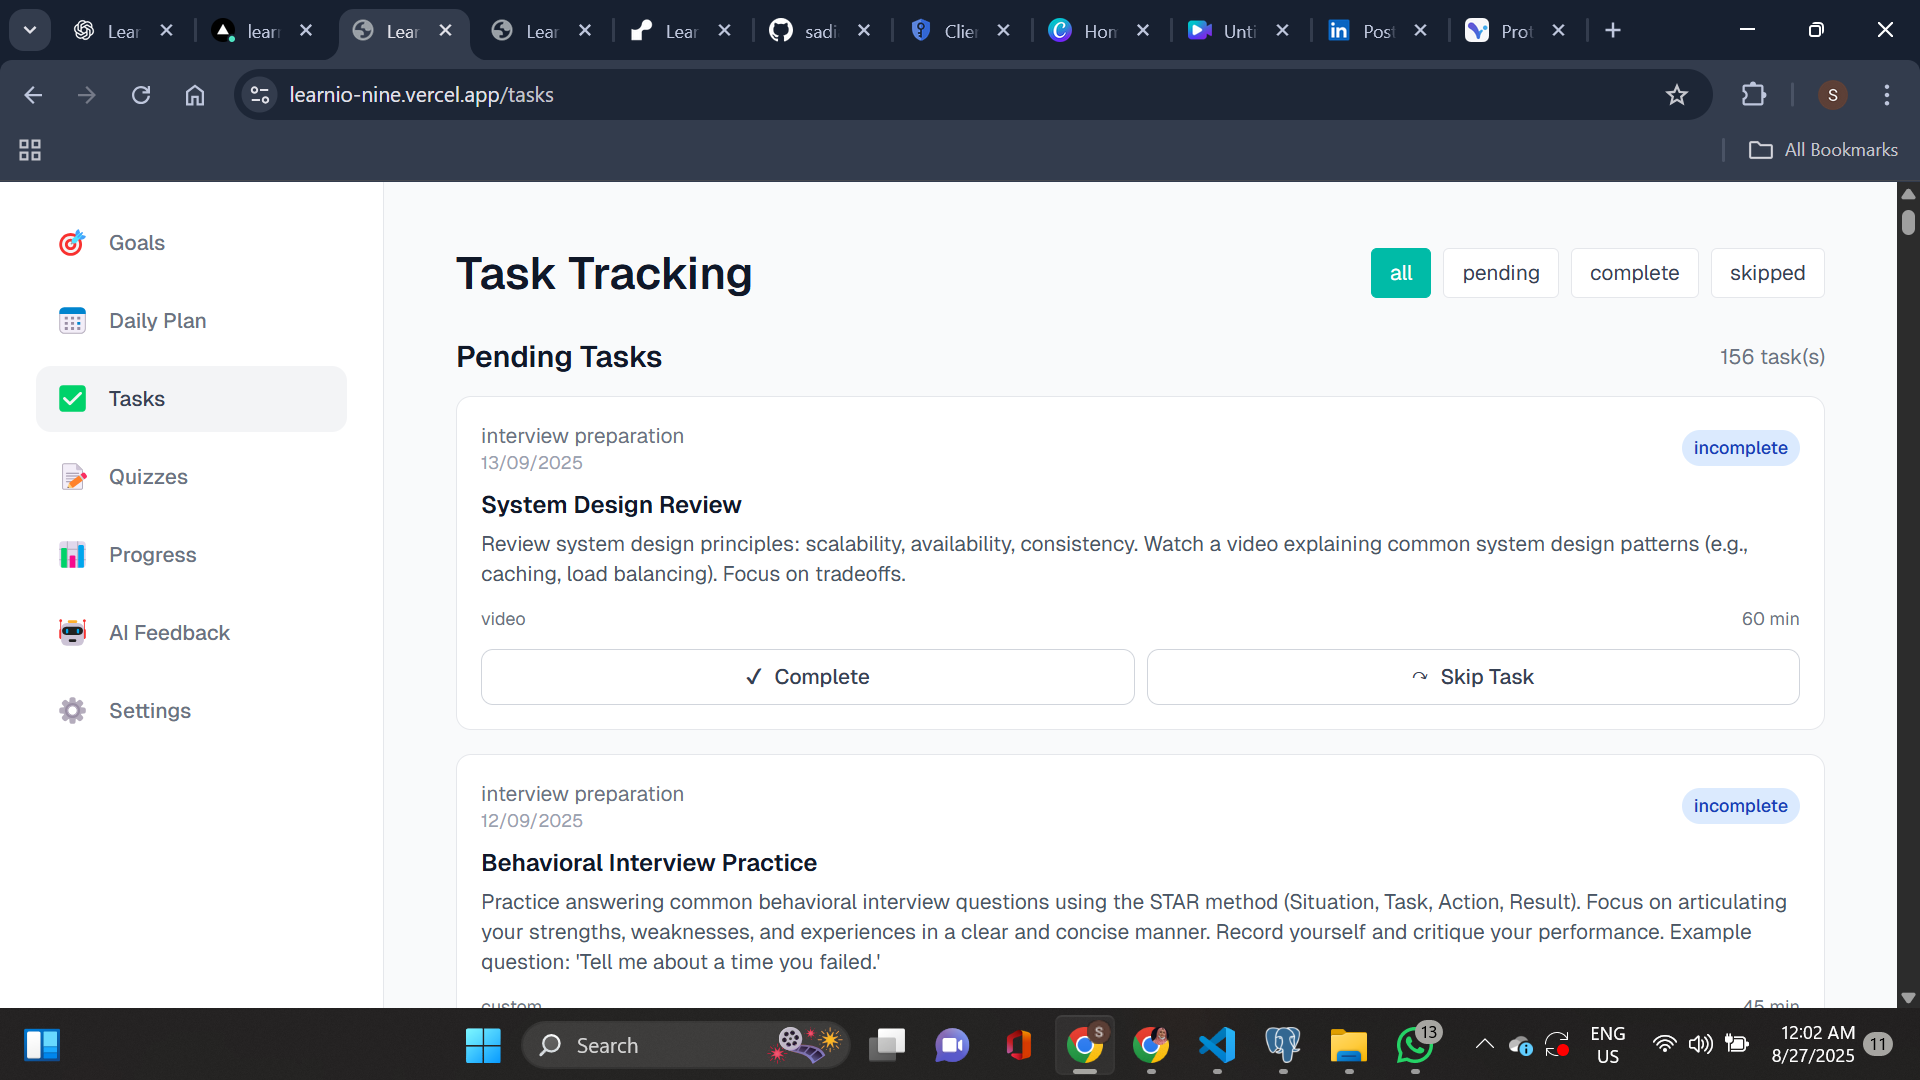 Lear
lear
Lear
Lear
Lear
sadi
Clie
Hom
Unti
Post
Prot
learnio-nine.vercel.app/tasks
S
All Bookmarks
Goals
Daily Plan
Tasks
Quizzes
Progress
AI Feedback
Settings
Task Tracking
all
pending
complete
skipped
Pending Tasks
156 task(s)
interview preparation
13/09/2025
incomplete
System Design Review
Review system design principles: scalability, availability, consistency. Watch a video explaining common system design patterns (e.g.,
caching, load balancing). Focus on tradeoffs.
video
60 min
✓ Complete
Skip Task
interview preparation
12/09/2025
incomplete
Behavioral Interview Practice
Practice answering common behavioral interview questions using the STAR method (Situation, Task, Action, Result). Focus on articulating
your strengths, weaknesses, and experiences in a clear and concise manner. Record yourself and critique your performance. Example
question: 'Tell me about a time you failed.'
custom
45 min
Search
S
13
ENG
US
12:02 AM
8/27/2025
11